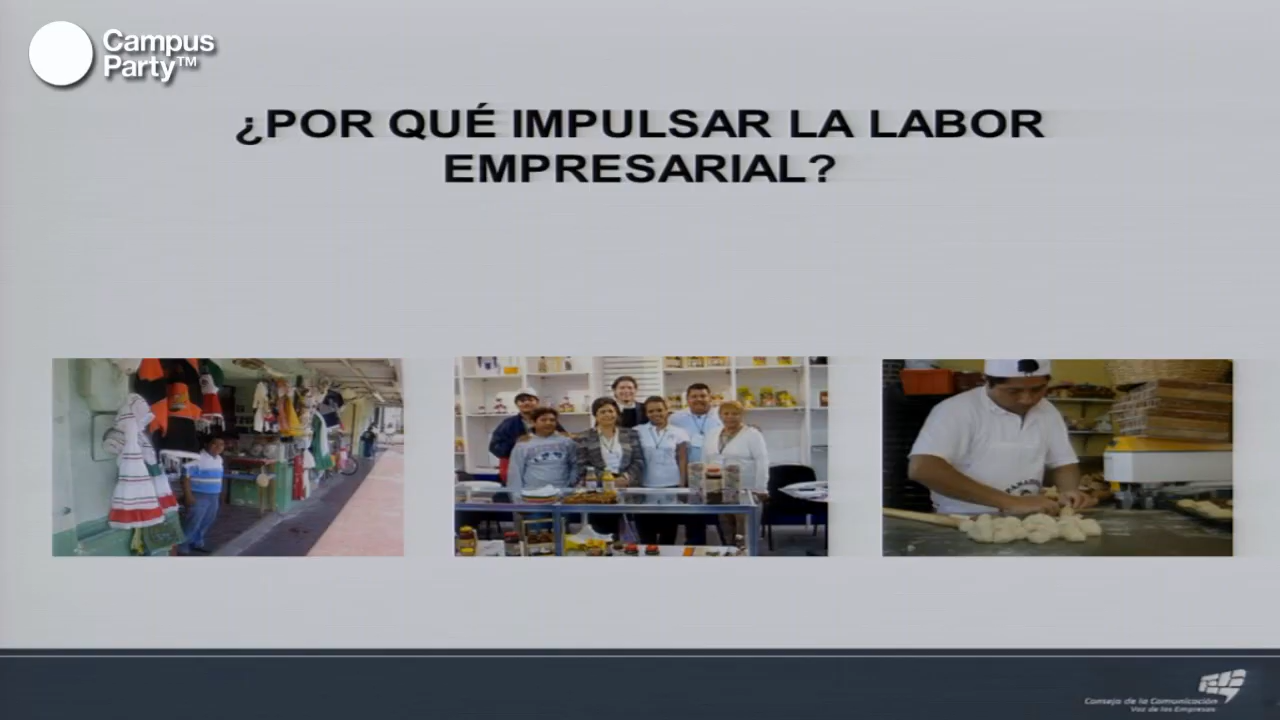 Campus
Party™
¿POR QUÉ IMPULSAR LA LABOR
EMPRESARIAL?
Consejo de la Comunicación
Voz de las Empresas